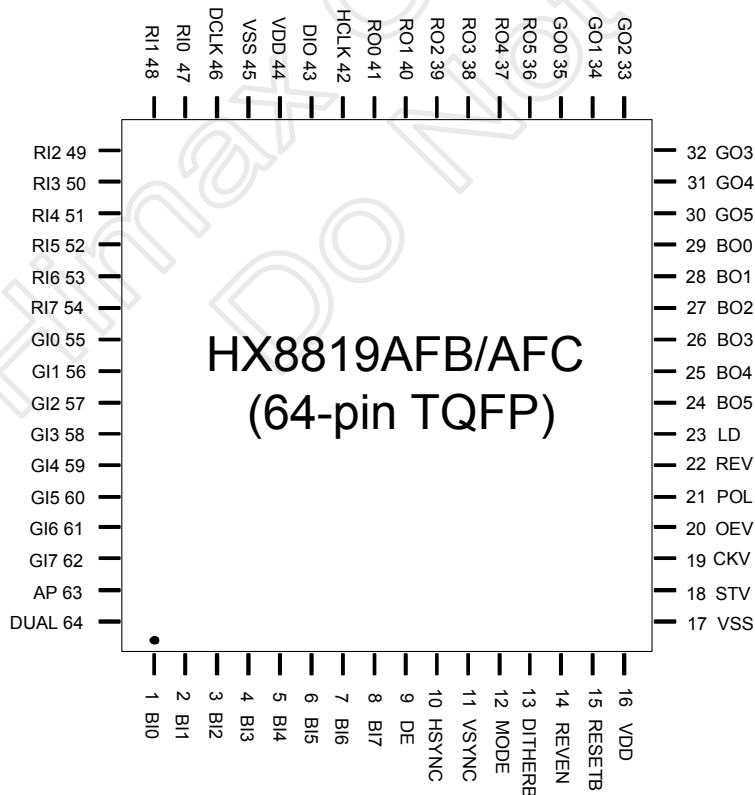 RI1 48
RI0 47
DCLK 46
VSS 45
VDD 44
DIO 43
HCLK 42
RO0 41
RO1 40
RO2 39
RO3 38
RO4 37
RO5 36
GO0 35
GO1 34
GO2 33
RI2 49
RI3 50
RI4 51
RI5 52
RI6 53
RI7 54
GI0 55
GI1 56
GI2 57
GI3 58
GI4 59
GI5 60
GI6 61
GI7 62
AP 63
DUAL 64
HX8819AFB/AFC
(64-pin TQFP)
32 GO3
31 GO4
30 GO5
29 BO0
28 BO1
27 BO2
26 BO3
25 BO4
24 BO5
23 LD
22 REV
21 POL
20 OEV
19 CKV
18 STV
17 VSS
1 BI0
2 BI1
3 BI2
4 BI3
5 BI4
6 BI5
7 BI6
8 BI7
9 DE
10 HSYNC
11 VSYNC
12 MODE
13 DITHERB
14 REVEN
15 RESETB
16 VDD
Himax
Do Not